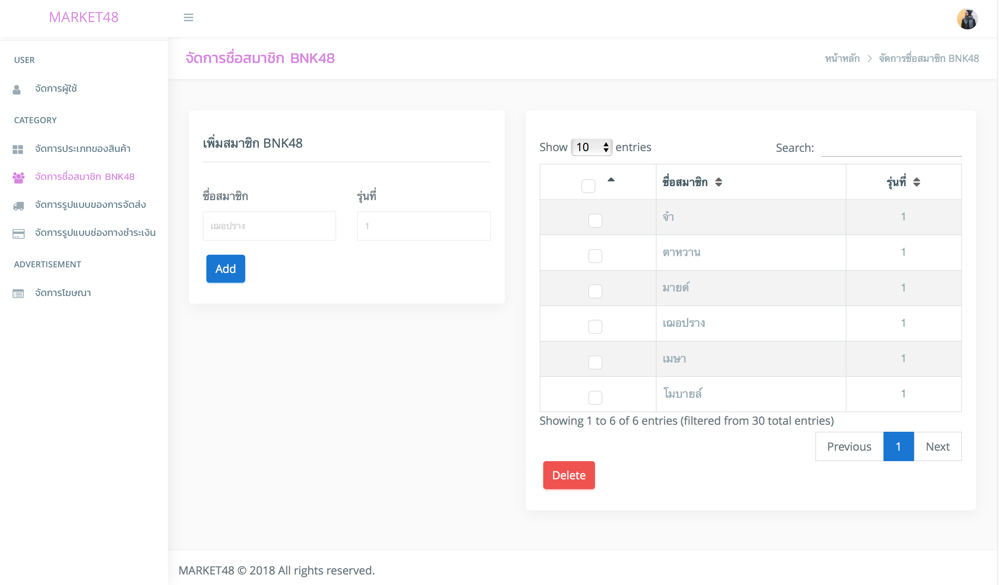 MARKET48
USER
จัดการผู้ใช้
CATEGORY
จัดการประเภทของสินค้า
จัดการชื่อสมาชิก BNK48
จัดการรูปแบบของการจัดส่ง
จัดการรูปแบบช่องทางชำระเงิน
ADVERTISEMENT
จัดการโฆษณา
จัดการชื่อสมาชิก BNK48
หน้าหลัก > จัดการชื่อสมาชิก BNK48
เพิ่มสมาชิก BNK48
ชื่อสมาชิก รุ่นที่
เฌอปราง 1
Add
Show 10 entries Search:
ชื่อสมาชิก รุ่นที่
จ๋า 1
ตาหวาน 1
มายด์ 1
เฌอปราง 1
เมษา 1
โมบายล์ 1
Showing 1 to 6 of 6 entries (filtered from 30 total entries)
Previous 1 Next
Delete
MARKET48 © 2018 All rights reserved.